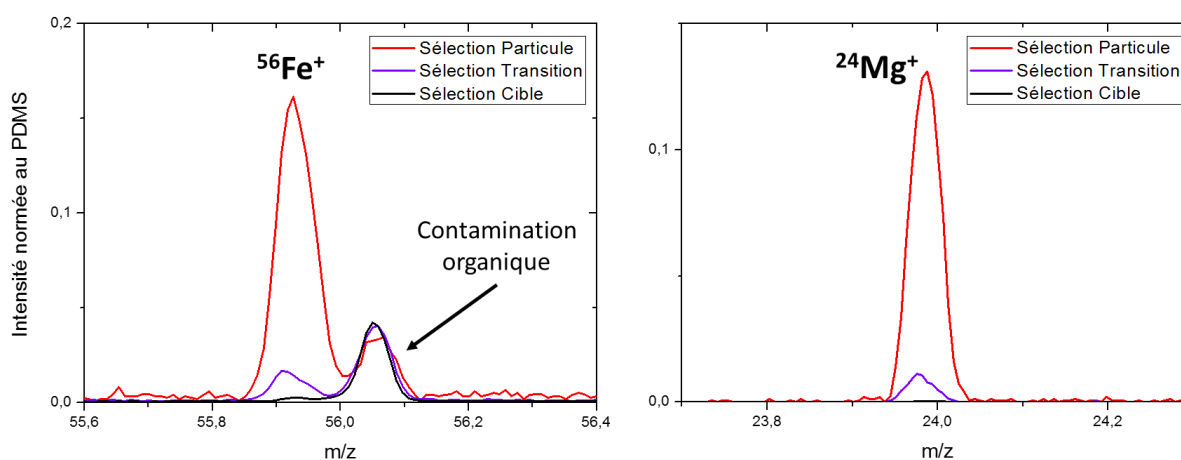 0,2
56Fe+
Sélection Particule
Sélection Transition
Sélection Cible
0,1
Contamination
organique
Intensité normée au PDMS
0,0
55,6
55,8
56,0
56,2
56,4
m/z
24Mg+
Sélection Particule
Sélection Transition
Sélection Cible
0,1
0,0
23,8
24,0
24,2
m/z